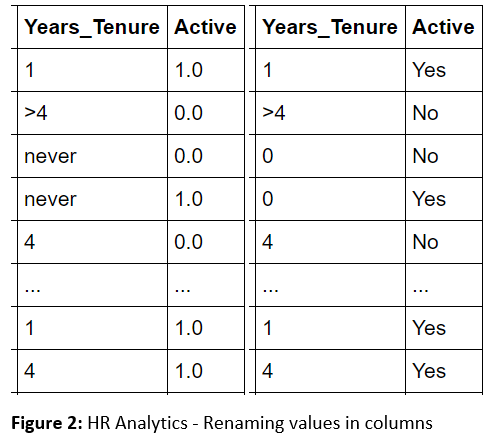 Years_Tenure Active Years_Tenure Active
1 1.0 1 Yes
>4 0.0 >4 No
never 0.0 0 No
never 1.0 0 Yes
4 0.0 4 No
... ... ... ...
1 1.0 1 Yes
4 1.0 4 Yes
Figure 2: HR Analytics - Renaming values in columns